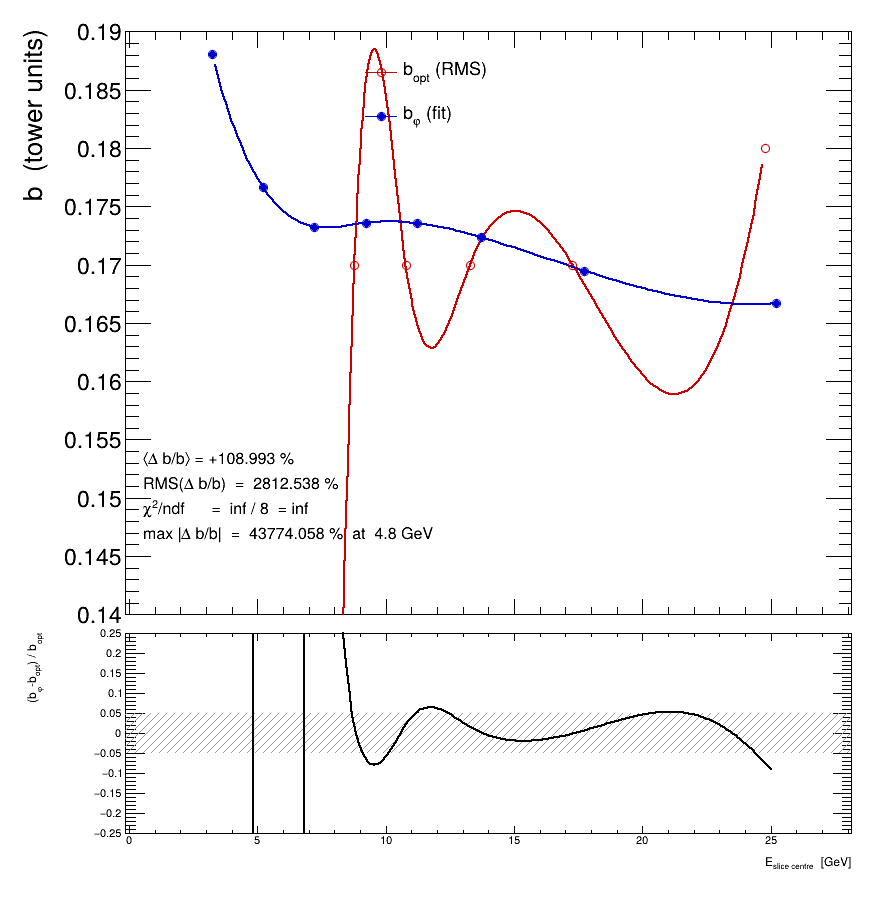 b (tower units)
0.19
0.185
0.18
0.175
0.17
0.165
0.16
0.155
0.15
0.145
0.14
b_opt (RMS)
b_φ (fit)
⟨Δ b/b⟩ = +108.993 %
RMS(Δ b/b) = 2812.538 %
χ²/ndf = inf / 8 = inf
max |Δ b/b| = 43774.058 % at 4.8 GeV
(b_φ-b_opt) / b_opt
0.25
0.2
0.15
0.1
0.05
0
−0.05
−0.1
−0.15
−0.2
−0.25
0 5 10 15 20 25
E_slice centre [GeV]